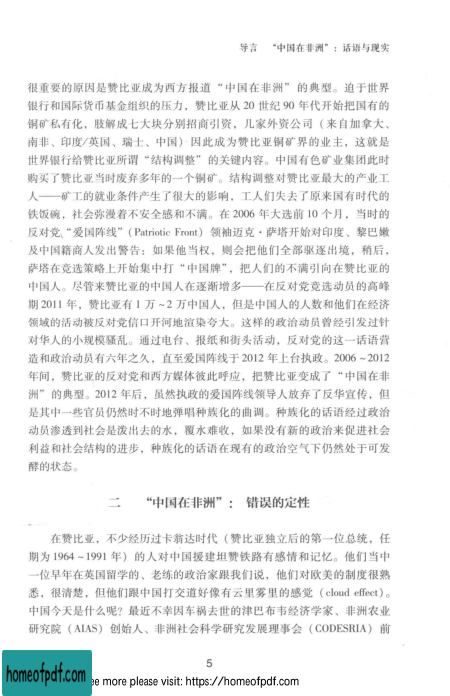 导言 “中国在非洲”：话语与现实
很重要的原因是赞比亚成为西方报道“中国在非洲”的典型。迫于世界
银行和国际货币基金组织的压力，赞比亚从 20 世纪 90 年代开始把国有的
铜矿私有化，肢解成七大块分别招商引资，几家外资公司（来自加拿大、
南非、印度/英国、瑞士、中国）因此成为赞比亚铜矿界的业主，这就是
世界银行给赞比亚所谓“结构调整”的关键内容。中国有色矿业集团此时
购买了赞比亚当时废弃多年的一个铜矿。结构调整对赞比亚最大的产业工
人——矿工的就业条件产生了很大的影响，工人们失去了原来国有时代的
铁饭碗，社会弥漫着不安全感和不满。在 2006 年大选前 10 个月，当时的
反对党“爱国阵线”(Patriotic Front) 领袖迈克·萨塔开始对印度、黎巴嫩
及中国籍商人发出警告：如果他当权，则会把他们全部驱逐出境，稍后，
萨塔在竞选策略上开始集中打“中国牌”，把人们的不满引向在赞比亚的
中国人。尽管来赞比亚的中国人在逐渐增多——在反对党竞选动员的高峰
期 2011 年，赞比亚有 1 万~2 万中国人，但是中国人的人数和他们在经济
领域的活动被反对党信口开河地渲染夸大。这样的政治动员曾经引发过针
对华人的小规模骚乱。通过电台、报纸和街头活动，反对党的这一话语营
造和政治动员有六年之久，直至爱国阵线于 2012 年上台执政。2006~2012
年间，赞比亚的反对党和西方媒体彼此呼应，把赞比亚变成了“中国在非
洲”的典型。2012 年后，虽然执政的爱国阵线领导人放弃了反华宣传，但
是其中一些官员仍然时不时地弹唱种族化的曲调。种族化的话语经过政治
动员渗透到社会是泼出去的水，覆水难收，如果没有新的政治来促进社会
利益和社会结构的进步，种族化的话语在现有的政治空气下仍然处于可发
酵的状态。
二 “中国在非洲”：错误的定性
在赞比亚，不少经历过卡翁达时代（赞比亚独立后的第一位总统，任
期为 1964~1991 年）的人对中国援建坦赞铁路有感情和记忆。他们当中
一位早年在英国留学的、老练的政治家跟我们说，他们对欧美的制度很熟
悉，很清楚，但他们跟中国打交道好像有云里雾里的感觉 (cloud effect)。
中国今天是什么呢？最近不幸因车祸去世的津巴布韦经济学家、非洲农业
研究院 (AIAS) 创始人、非洲社会科学研究发展理事会 (CODESRIA) 前
5
homeofpdf.com
ee more please visit: https://homeofpdf.com